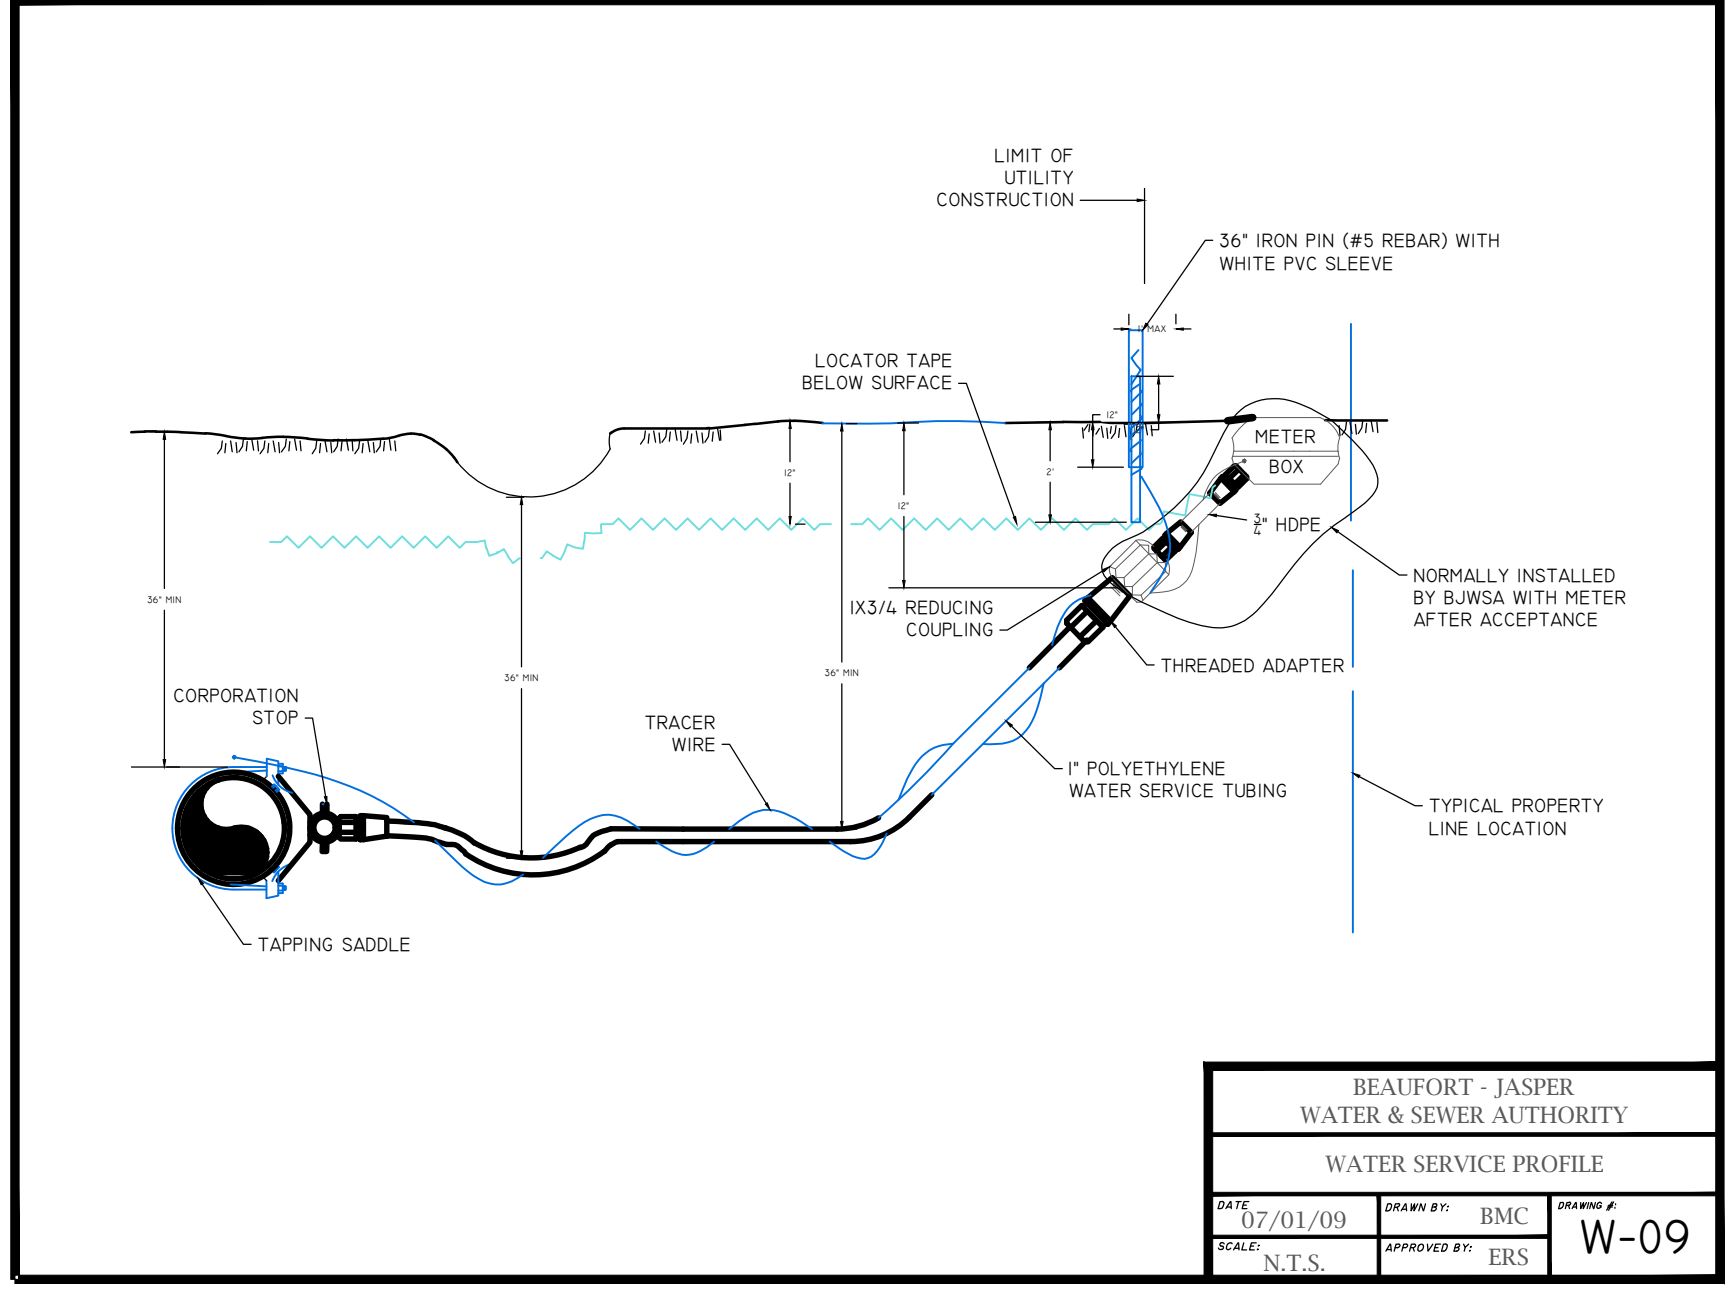 LIMIT OF
UTILITY
CONSTRUCTION
36" IRON PIN (#5 REBAR) WITH
WHITE PVC SLEEVE
1' MAX
LOCATOR TAPE
BELOW SURFACE
12"
METER
BOX
12"
2'
12"
3/4" HDPE
36" MIN
NORMALLY INSTALLED
BY BJWSA WITH METER
AFTER ACCEPTANCE
1X3/4 REDUCING
COUPLING
THREADED ADAPTER
36" MIN
36" MIN
CORPORATION
STOP
TRACER
WIRE
1" POLYETHYLENE
WATER SERVICE TUBING
TYPICAL PROPERTY
LINE LOCATION
TAPPING SADDLE
BEAUFORT - JASPER
WATER & SEWER AUTHORITY
WATER SERVICE PROFILE
DATE 07/01/09
DRAWN BY: BMC
DRAWING #:
W-09
SCALE: N.T.S.
APPROVED BY: ERS